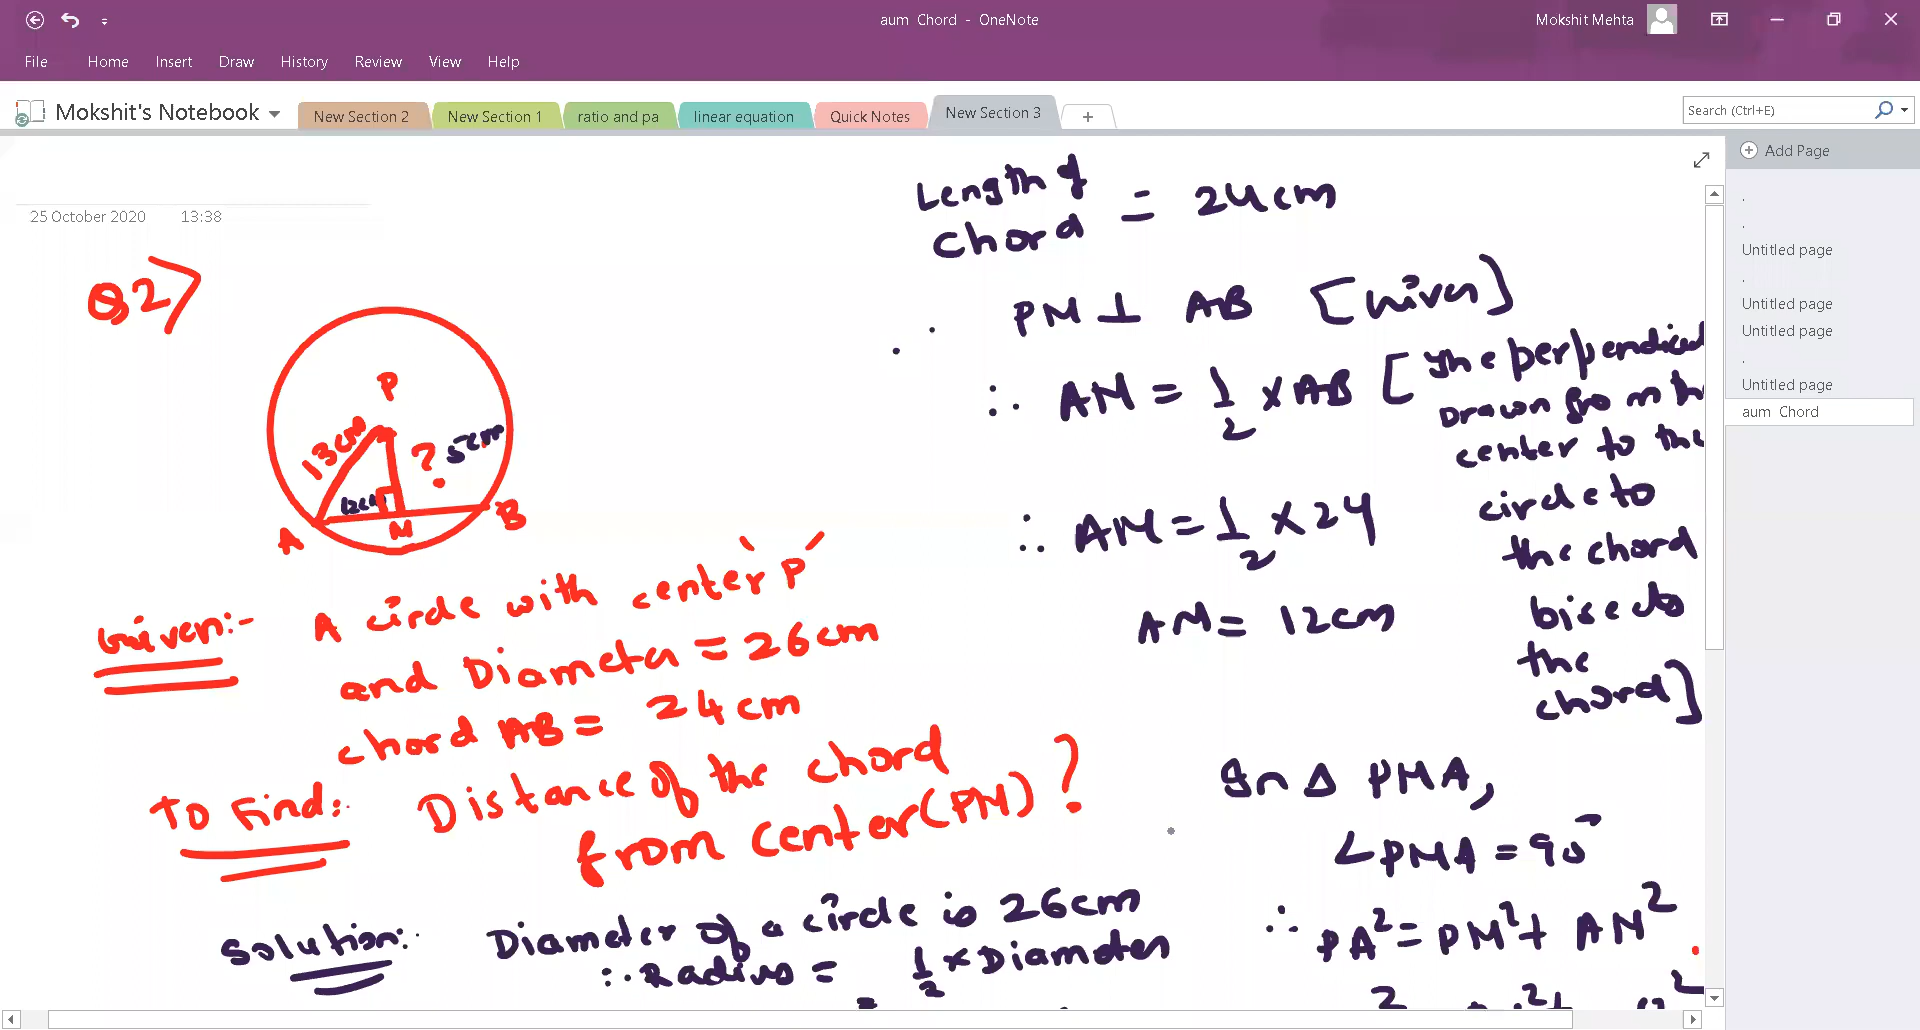 aum Chord - OneNote
Mokshit Mehta
File Home Insert Draw History Review View Help
Mokshit's Notebook
New Section 2 New Section 1 ratio and pa linear equation Quick Notes New Section 3 +
Search (Ctrl+E)
Add Page
.
.
Untitled page
.
Untitled page
Untitled page
.
Untitled page
aum Chord
25 October 2020 13:38
Q2>
P
13cm
? 5cm
12cm
A
M
B
Given:- A circle with center 'P'
and Diameter = 26cm
chord AB = 24cm
To Find:- Distance of the chord
from center (PM) ?
Solution:- Diameter of a circle is 26cm
∴ Radius = 1/2 × Diameter
=
Length of
Chord = 24cm
PM ⊥ AB [Given]
∴ AM = 1/2 × AB [The perpendicul
Drawn from th
center to the
circle to
the chord
bisects
the
chord]
∴ AM = 1/2 × 24
AM = 12cm
In Δ PMA,
∠PMA = 90°
∴ PA² = PM² + AM²